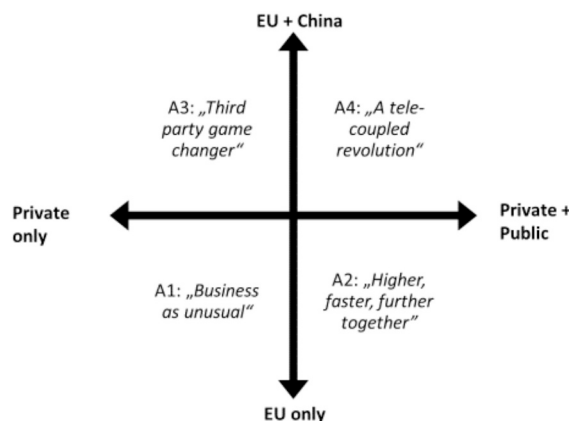 EU + China
A3: „Third
party game
changer“
A4: „A tele-
coupled
revolution“
Private
only
Private +
Public
A1: „Business
as unusual“
A2: „Higher,
faster, further
together”
EU only